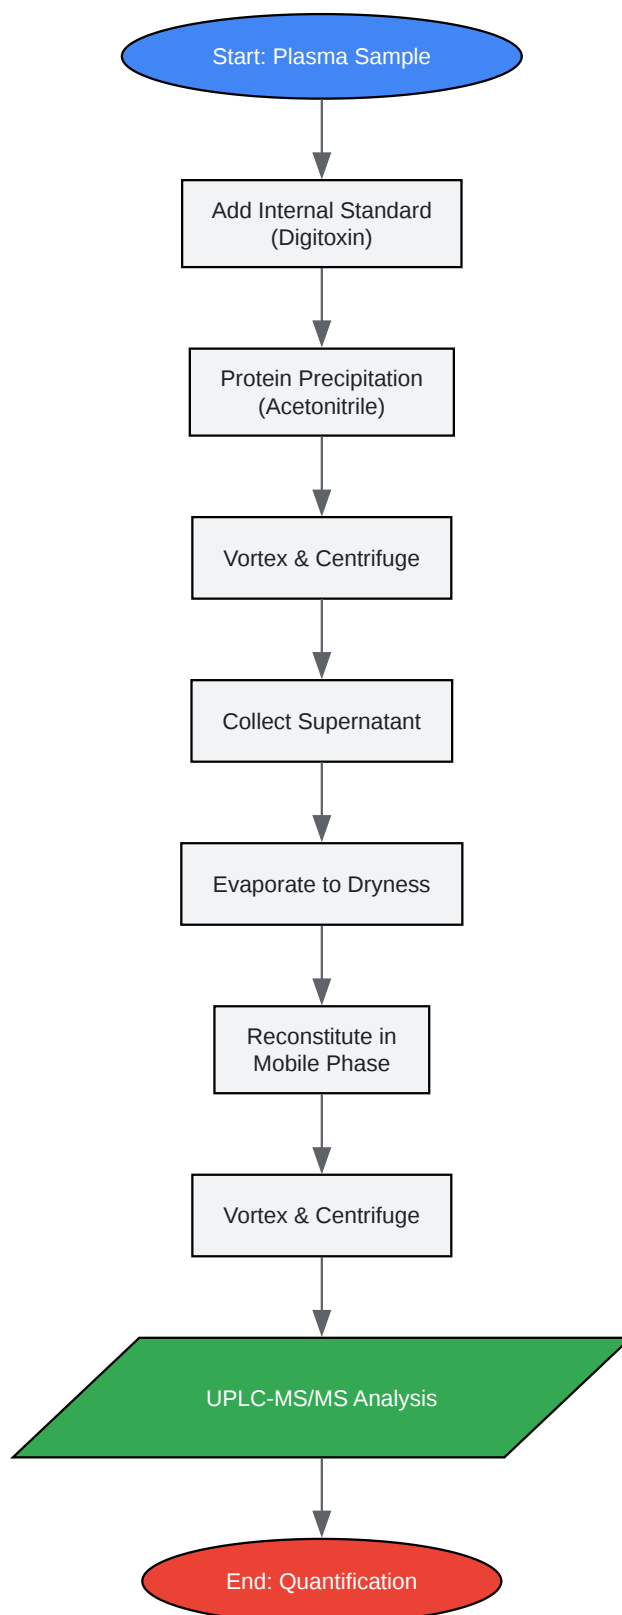 Start: Plasma Sample
Add Internal Standard
(Digitoxin)
Protein Precipitation
(Acetonitrile)
Vortex & Centrifuge
Collect Supernatant
Evaporate to Dryness
Reconstitute in
Mobile Phase
Vortex & Centrifuge
UPLC-MS/MS Analysis
End: Quantification